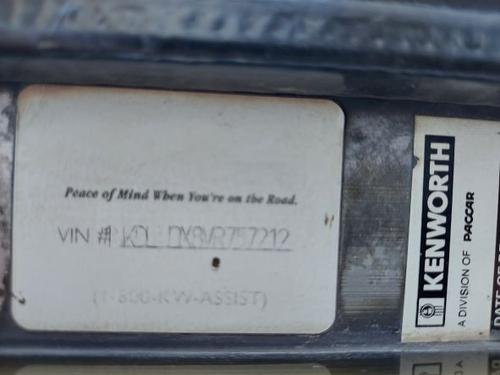 Peace of Mind When You're on the Road.
VIN #
(1-800-KW-ASSIST)
KENWORTH
A DIVISION OF PACCAR